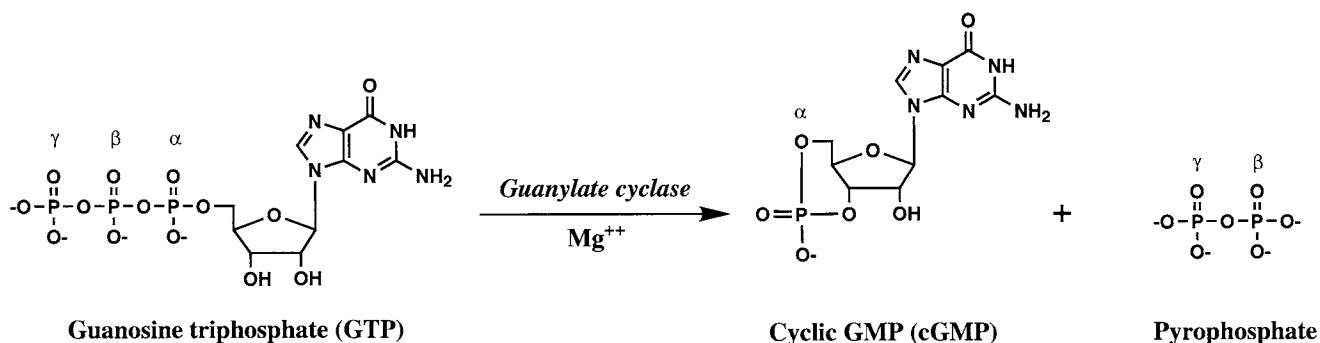 O
N NH
N N NH2
α
O O
O=P O OH
O-
O
N NH
N N NH2
γ β α
O O O
-O-P-O-P-O-P-O
O- O- O-
O
OH OH
Guanylate cyclase
Mg++
+
γ β
O O
-O-P-O-P-O-
O- O-
Guanosine triphosphate (GTP)
Cyclic GMP (cGMP)
Pyrophosphate